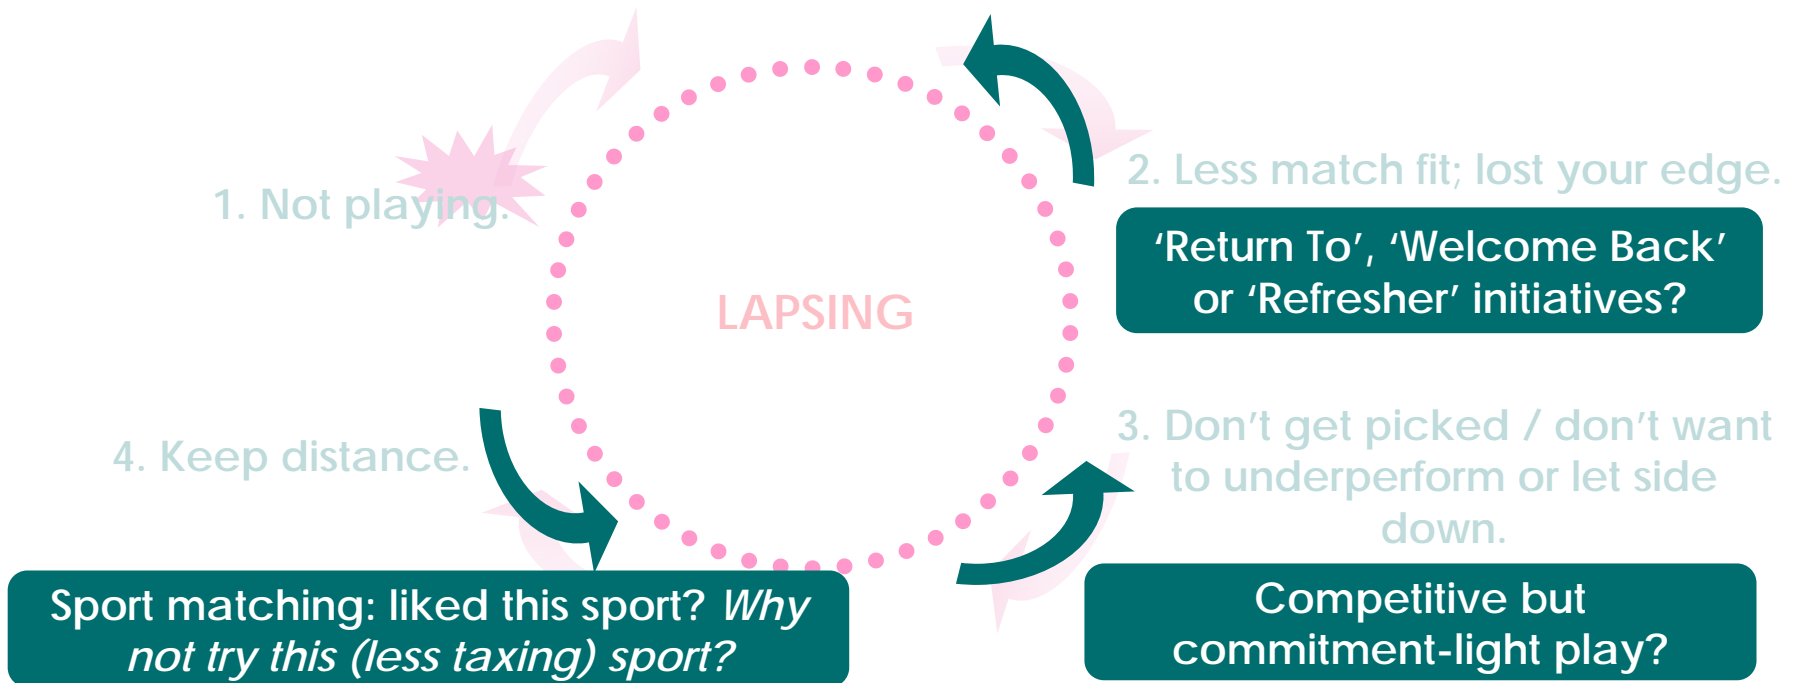 1. Not playing.
2. Less match fit; lost your edge.
‘Return To’, ‘Welcome Back’
or ‘Refresher’ initiatives?
LAPSING
3. Don’t get picked / don’t want
to underperform or let side
down.
Competitive but
commitment-light play?
4. Keep distance.
Sport matching: liked this sport? Why
not try this (less taxing) sport?